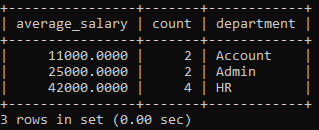 +----------------+-------+------------+
| average_salary | count | department |
+----------------+-------+------------+
|     11000.0000 |     2 | Account    |
|     25000.0000 |     2 | Admin      |
|     42000.0000 |     4 | HR         |
+----------------+-------+------------+
3 rows in set (0.00 sec)